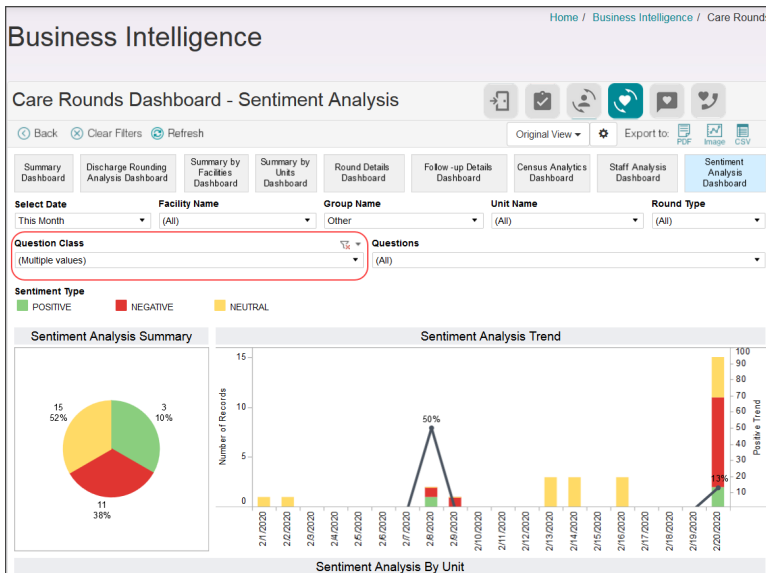 Home / Business Intelligence / Care Rounds
Business Intelligence
Care Rounds Dashboard - Sentiment Analysis
Back Clear Filters Refresh Original View Export to: PDF Image CSV
Summary Dashboard
Discharge Rounding Analysis Dashboard
Summary by Facilities Dashboard
Summary by Units Dashboard
Round Details Dashboard
Follow -up Details Dashboard
Census Analytics Dashboard
Staff Analysis Dashboard
Sentiment Analysis Dashboard
Select Date Facility Name Group Name Unit Name Round Type
This Month (All) Other (All) (All)
Question Class Questions
(Multiple values) (All)
Sentiment Type
POSITIVE NEGATIVE NEUTRAL
Sentiment Analysis Summary
15
52%
3
10%
11
38%
Sentiment Analysis Trend
Number of Records
15
10
5
0
50%
13%
100
90
80
70
60
50
40
30
20
10
Positive Trend
2/1/2020
2/2/2020
2/3/2020
2/4/2020
2/5/2020
2/6/2020
2/7/2020
2/8/2020
2/9/2020
2/10/2020
2/11/2020
2/12/2020
2/13/2020
2/14/2020
2/15/2020
2/16/2020
2/17/2020
2/18/2020
2/19/2020
2/20/2020
Sentiment Analysis By Unit